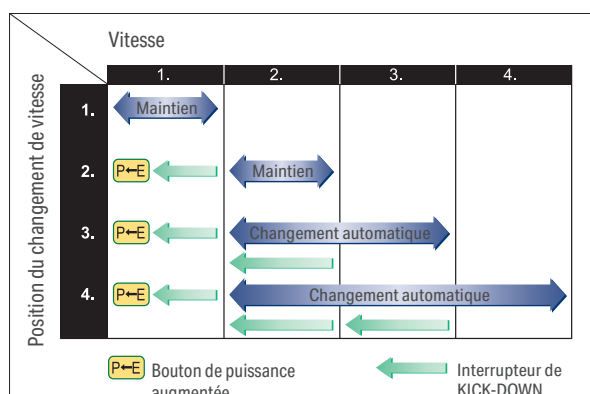 Vitesse
Position du changement de vitesse
1. 2. 3. 4.
1. Maintien
2. P←E Maintien
3. P←E Changement automatique
4. P←E Changement automatique
P←E Bouton de puissance
augmentée
Interrupteur de
KICK-DOWN